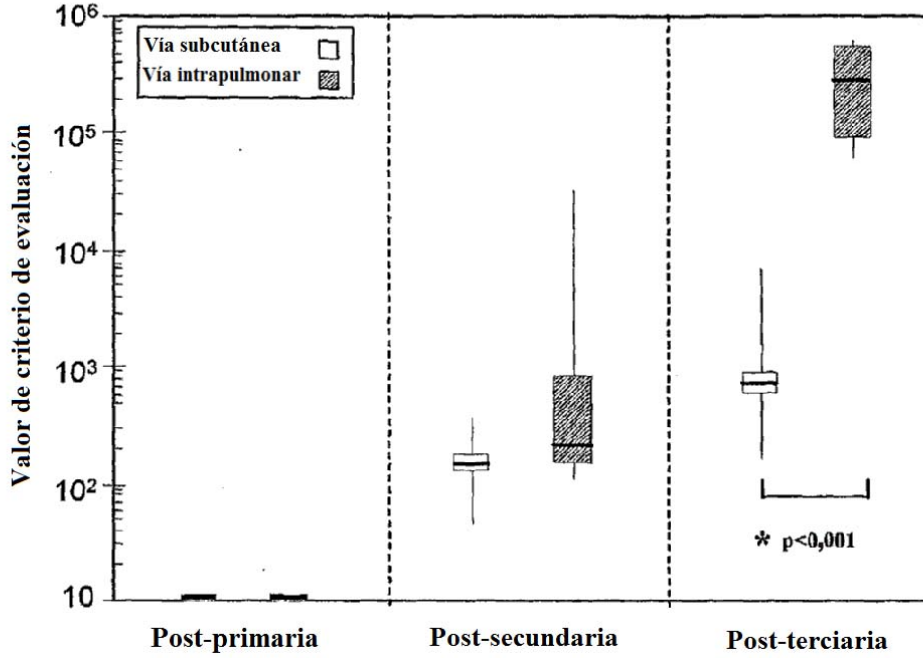 10⁶
Vía subcutánea
Vía intrapulmonar
10⁵
10⁴
10³
10²
10
Valor de criterio de evaluación
* p<0,001
Post-primaria
Post-secundaria
Post-terciaria